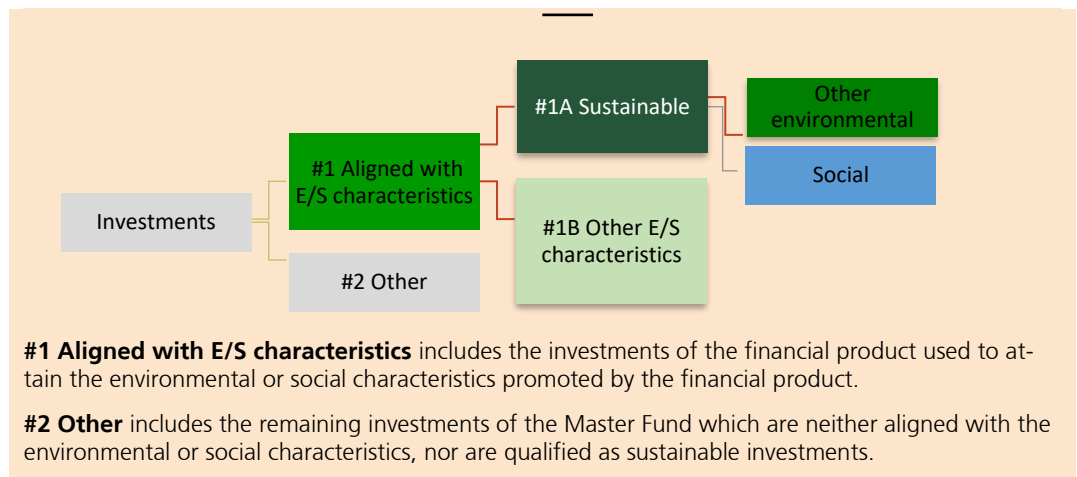 #1A Sustainable
Other
environmental
#1 Aligned with
E/S characteristics
Social
Investments
#1B Other E/S
characteristics
#2 Other
#1 Aligned with E/S characteristics includes the investments of the financial product used to at-
tain the environmental or social characteristics promoted by the financial product.
#2 Other includes the remaining investments of the Master Fund which are neither aligned with the
environmental or social characteristics, nor are qualified as sustainable investments.